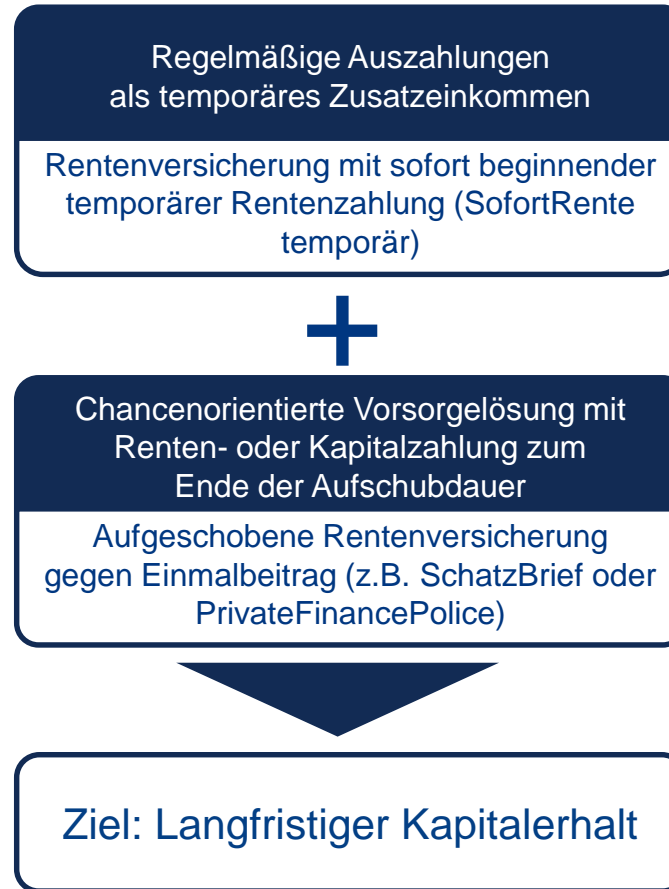 Regelmäßige Auszahlungen
als temporäres Zusatzeinkommen
Rentenversicherung mit sofort beginnender
temporärer Rentenzahlung (SofortRente
temporär)
+
Chancenorientierte Vorsorgelösung mit
Renten- oder Kapitalzahlung zum
Ende der Aufschubdauer
Aufgeschobene Rentenversicherung
gegen Einmalbeitrag (z.B. SchatzBrief oder
PrivateFinancePolice)
Ziel: Langfristiger Kapitalerhalt